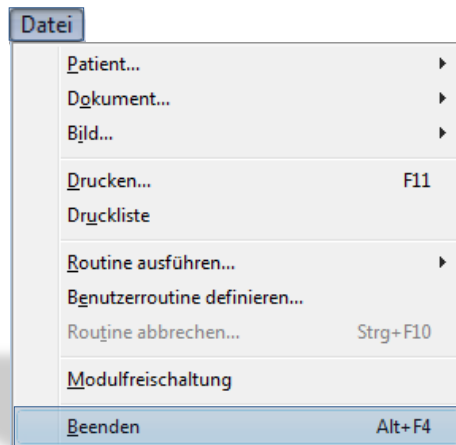 Datei
Patient...
Dokument...
Bild...
Drucken... F11
Druckliste
Routine ausführen...
Benutzerroutine definieren...
Routine abbrechen... Strg+F10
Modulfreischaltung
Beenden Alt+F4